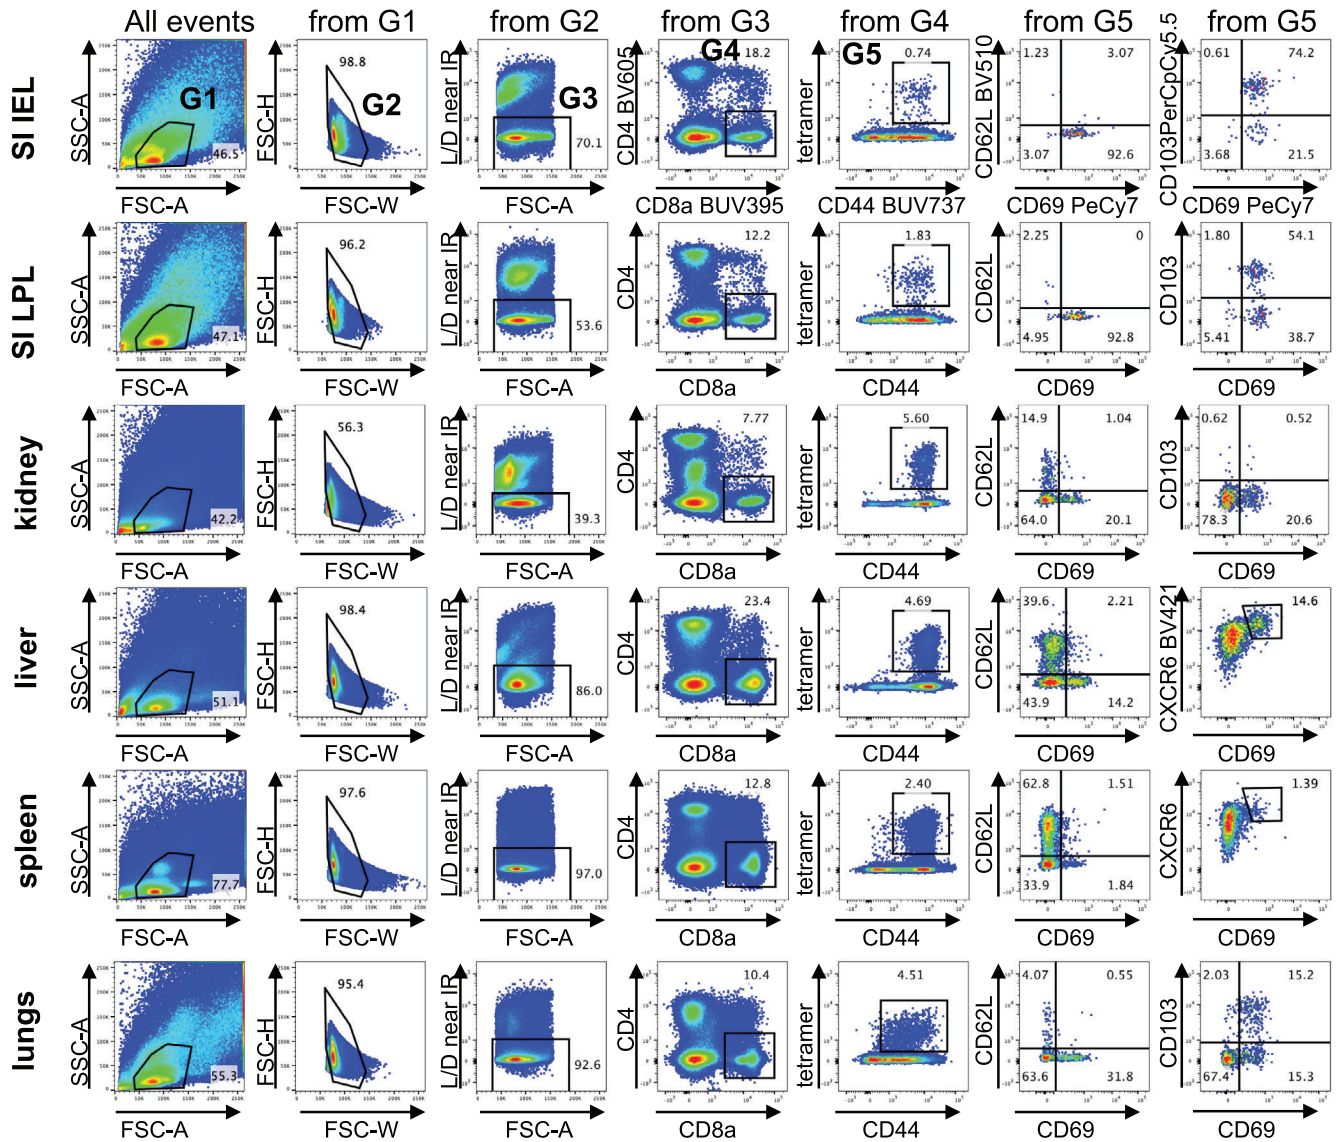 All events from G1 from G2 from G3 from G4 from G5 from G5
SI IEL
SSC-A G1 46.5 FSC-A
FSC-H 98.8 G2 FSC-W
L/D near IR G3 70.1 FSC-A
CD4 BV605 G4 18.2 CD8a BUV395
tetramer G5 0.74 CD44 BUV737
CD62L BV510 1.23 3.07 3.07 92.6 CD69 PeCy7
CD103PerCpCy5.5 0.61 74.2 3.68 21.5 CD69 PeCy7
SI LPL
SSC-A 47.1 FSC-A
FSC-H 96.2 FSC-W
L/D near IR 53.6 FSC-A
CD4 12.2 CD8a
tetramer 1.83 CD44
CD62L 2.25 0 4.95 92.8 CD69
CD103 1.80 54.1 5.41 38.7 CD69
kidney
SSC-A 42.2 FSC-A
FSC-H 56.3 FSC-W
L/D near IR 39.3 FSC-A
CD4 7.77 CD8a
tetramer 5.60 CD44
CD62L 14.9 1.04 64.0 20.1 CD69
CD103 0.62 0.52 78.3 20.6 CD69
liver
SSC-A 51.1 FSC-A
FSC-H 98.4 FSC-W
L/D near IR 86.0 FSC-A
CD4 23.4 CD8a
tetramer 4.69 CD44
CD62L 39.6 2.21 43.9 14.2 CD69
CXCR6 BV421 14.6 CD69
spleen
SSC-A 77.7 FSC-A
FSC-H 97.6 FSC-W
L/D near IR 97.0 FSC-A
CD4 12.8 CD8a
tetramer 2.40 CD44
CD62L 62.8 1.51 33.9 1.84 CD69
CXCR6 1.39 CD69
lungs
SSC-A 55.3 FSC-A
FSC-H 95.4 FSC-W
L/D near IR 92.6 FSC-A
CD4 10.4 CD8a
tetramer 4.51 CD44
CD62L 4.07 0.55 63.6 31.8 CD69
CD103 2.03 15.2 67.4 15.3 CD69